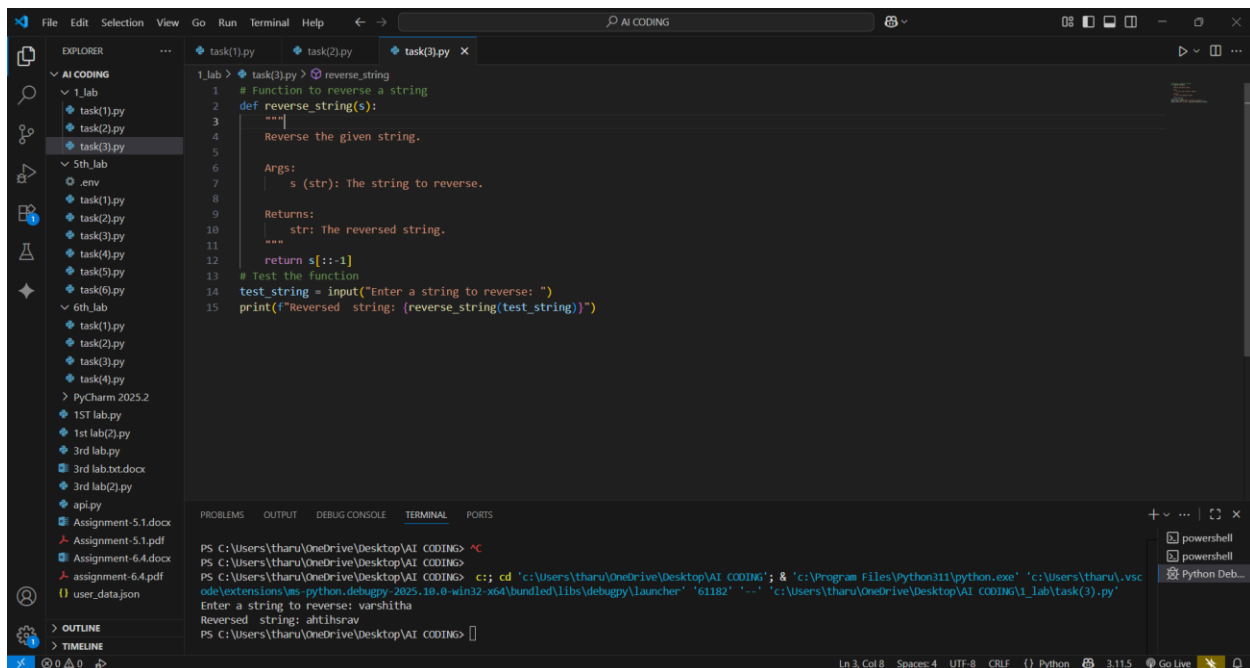 File Edit Selection View Go Run Terminal Help
AI CODING
EXPLORER
AI CODING
1_lab
task(1).py
task(2).py
task(3).py
5th_lab
.env
task(1).py
task(2).py
task(3).py
task(4).py
task(5).py
task(6).py
6th_lab
task(1).py
task(2).py
task(3).py
task(4).py
PyCharm 2025.2
1ST lab.py
1st lab(2).py
3rd lab.py
3rd lab.txt.docx
3rd lab(2).py
api.py
Assignment-5.1.docx
Assignment-5.1.pdf
Assignment-6.4.docx
assignment-6.4.pdf
user_data.json
OUTLINE
TIMELINE
task(1).py task(2).py task(3).py
1_lab > task(3).py > reverse_string
1 # Function to reverse a string
2 def reverse_string(s):
3 """
4 Reverse the given string.
5
6 Args:
7 s (str): The string to reverse.
8
9 Returns:
10 str: The reversed string.
11 """
12 return s[::-1]
13 # Test the function
14 test_string = input("Enter a string to reverse: ")
15 print(f"Reversed  string: {reverse_string(test_string)}")
PROBLEMS OUTPUT DEBUG CONSOLE TERMINAL PORTS
PS C:\Users\tharu\OneDrive\Desktop\AI CODING> ^C
PS C:\Users\tharu\OneDrive\Desktop\AI CODING>
PS C:\Users\tharu\OneDrive\Desktop\AI CODING> c:; cd 'c:\Users\tharu\OneDrive\Desktop\AI CODING'; & 'c:\Program Files\Python311\python.exe' 'c:\Users\tharu\.vsc
ode\extensions\ms-python.debugpy-2025.10.0-win32-x64\bundled\libs\debugpy\launcher' '61182' '--' 'c:\Users\tharu\OneDrive\Desktop\AI CODING\1_lab\task(3).py'
Enter a string to reverse: varshitha
Reversed  string: ahtihsrav
PS C:\Users\tharu\OneDrive\Desktop\AI CODING>
powershell
powershell
Python Deb...
0 0 Ln 3, Col 8 Spaces: 4 UTF-8 CRLF {} Python 3.11.5 Go Live